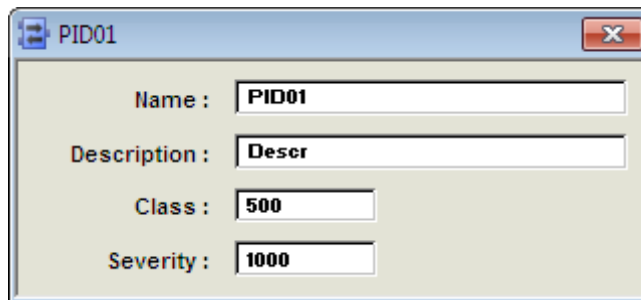 PID01
Name : PID01
Description : Descr
Class : 500
Severity : 1000